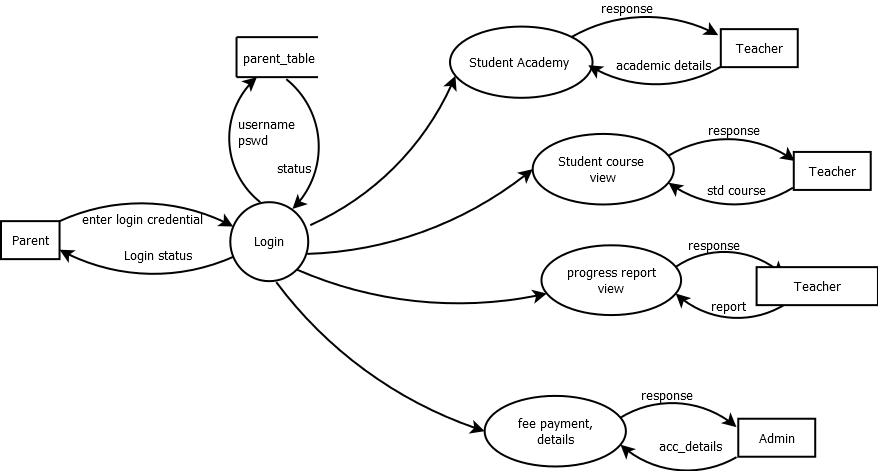 response
parent_table
Student Academy
Teacher
academic details
username
pswd
status
response
Student course
view
Teacher
std course
enter login credential
Parent
Login
Login status
response
progress report
view
Teacher
report
response
fee payment,
details
Admin
acc_details